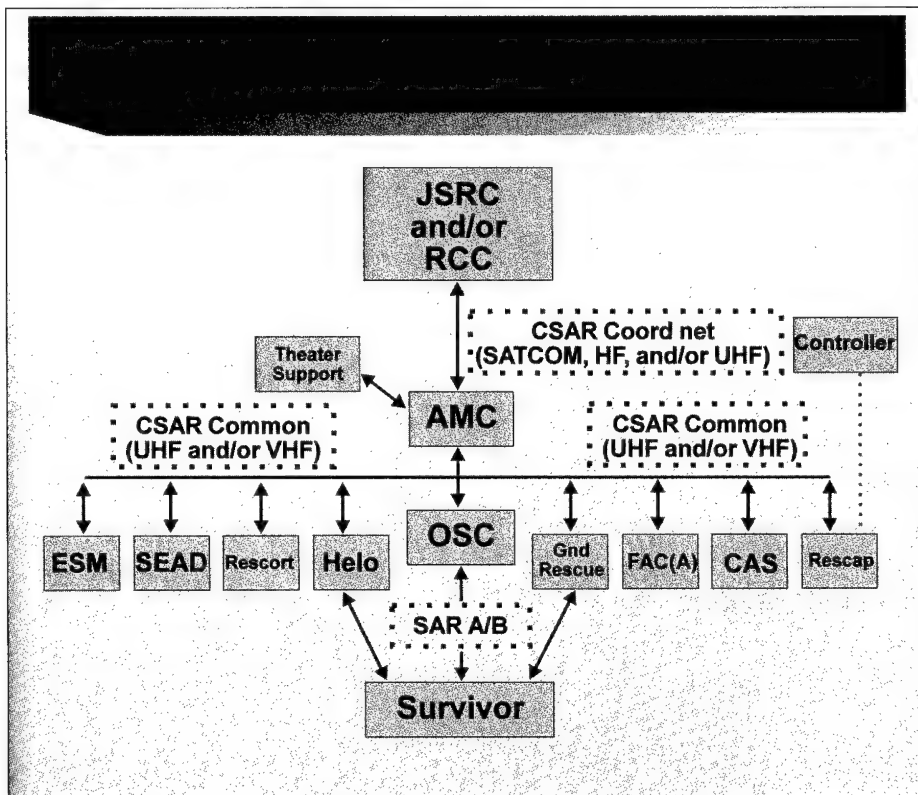 JSRC
and/or
RCC
CSAR Coord net
(SATCOM, HF, and/or UHF)
Controller
Theater
Support
AMC
CSAR Common
(UHF and/or VHF)
CSAR Common
(UHF and/or VHF)
ESM
SEAD
Rescort
Helo
OSC
Gnd
Rescue
FAC(A)
CAS
Rescap
SAR A/B
Survivor